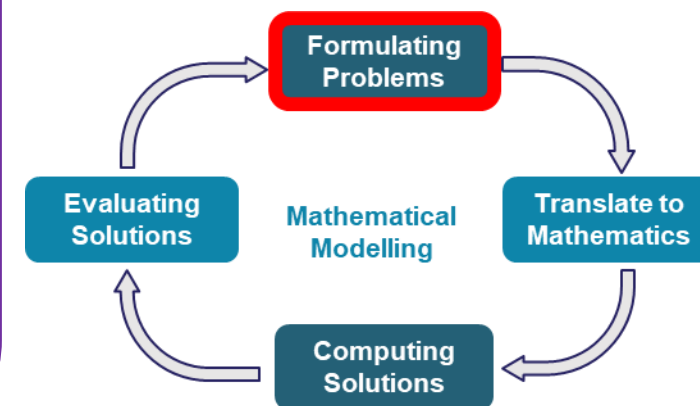 Formulating
Problems
Evaluating
Solutions
Mathematical
Modelling
Translate to
Mathematics
Computing
Solutions